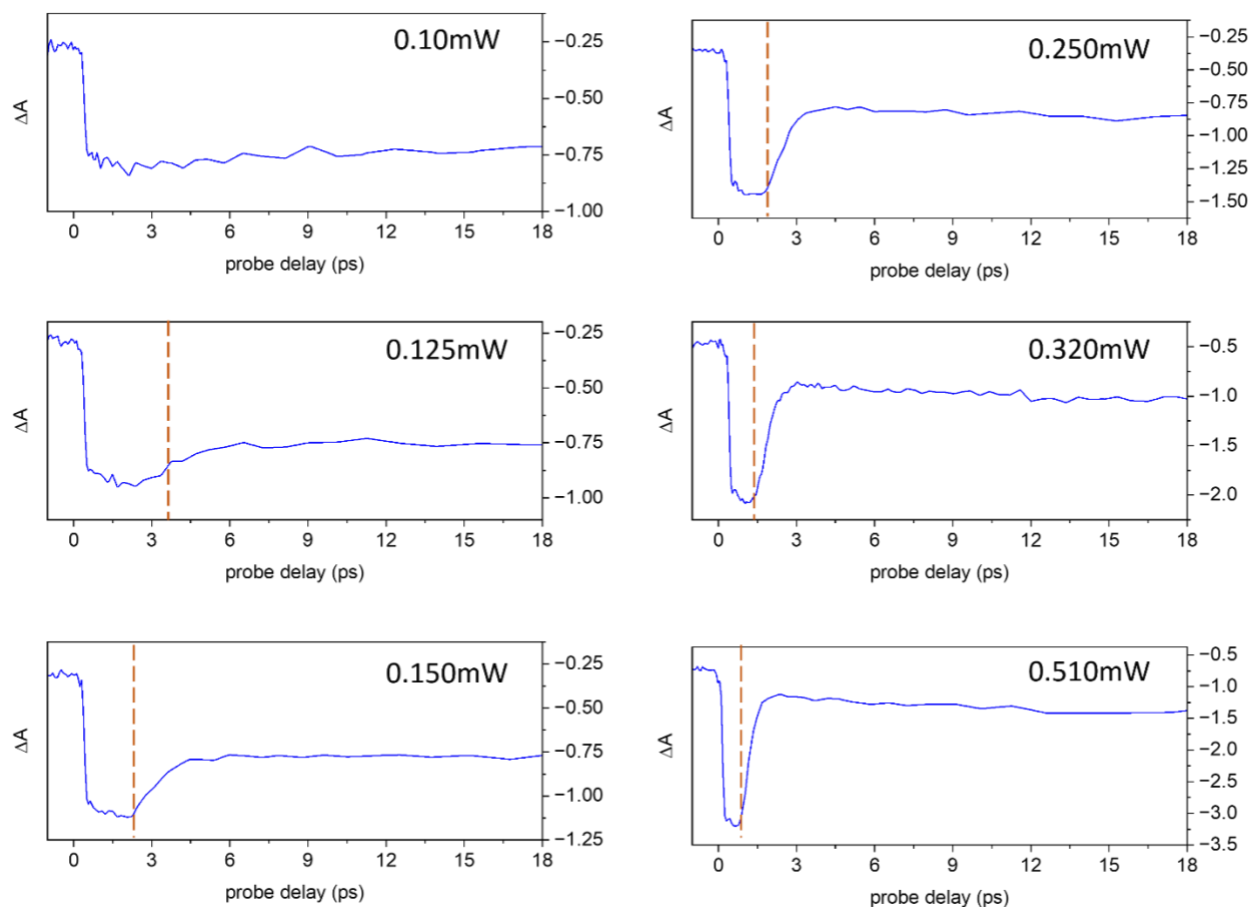 0.10mW
−0.25
−0.50
−0.75
−1.00
ΔA
0 3 6 9 12 15 18
probe delay (ps)
0.250mW
−0.25
−0.50
−0.75
−1.00
−1.25
−1.50
ΔA
0 3 6 9 12 15 18
probe delay (ps)
0.125mW
−0.25
−0.50
−0.75
−1.00
ΔA
0 3 6 9 12 15 18
probe delay (ps)
0.320mW
−0.5
−1.0
−1.5
−2.0
ΔA
0 3 6 9 12 15 18
probe delay (ps)
0.150mW
−0.25
−0.50
−0.75
−1.00
−1.25
ΔA
0 3 6 9 12 15 18
probe delay (ps)
0.510mW
−0.5
−1.0
−1.5
−2.0
−2.5
−3.0
−3.5
ΔA
0 3 6 9 12 15 18
probe delay (ps)